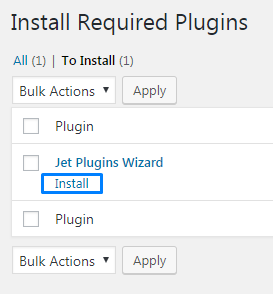 Install Required Plugins
All (1) | To Install (1)
Bulk Actions Apply
Plugin
Jet Plugins Wizard
Install
Plugin
Bulk Actions Apply